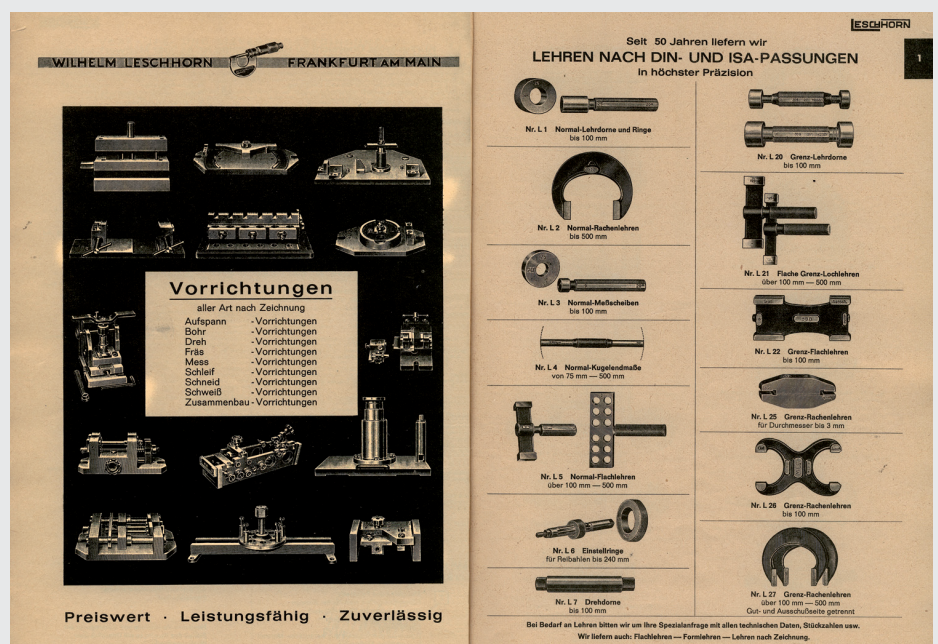 WILHELM LESCHHORN FRANKFURT AM MAIN
Vorrichtungen
aller Art nach Zeichnung
Aufspann - Vorrichtungen
Bohr - Vorrichtungen
Dreh - Vorrichtungen
Fräs - Vorrichtungen
Mess - Vorrichtungen
Schleif - Vorrichtungen
Schneid - Vorrichtungen
Schweiß - Vorrichtungen
Zusammenbau - Vorrichtungen
Preiswert · Leistungsfähig · Zuverlässig
LESCHHORN
1
Seit 50 Jahren liefern wir
LEHREN NACH DIN- UND ISA-PASSUNGEN
in höchster Präzision
Nr. L 1 Normal-Lehrdorne und Ringe
bis 100 mm
Nr. L 2 Normal-Rachenlehren
bis 500 mm
Nr. L 3 Normal-Meßscheiben
bis 100 mm
Nr. L 4 Normal-Kugelendmaße
von 75 mm — 500 mm
Nr. L 5 Normal-Flachlehren
über 100 mm — 500 mm
Nr. L 6 Einstellringe
für Reibahlen bis 240 mm
Nr. L 7 Drehdorne
bis 100 mm
Nr. L 20 Grenz-Lehrdorne
bis 100 mm
Nr. L 21 Flache Grenz-Lochlehren
über 100 mm — 500 mm
Nr. L 22 Grenz-Flachlehren
bis 100 mm
Nr. L 25 Grenz-Rachenlehren
für Durchmesser bis 3 mm
Nr. L 26 Grenz-Rachenlehren
bis 100 mm
Nr. L 27 Grenz-Rachenlehren
über 100 mm — 500 mm
Gut- und Ausschußseite getrennt
Bei Bedarf an Lehren bitten wir um Ihre Spezialanfrage mit allen technischen Daten, Stückzahlen usw.
Wir liefern auch: Flachlehren — Formlehren — Lehren nach Zeichnung.